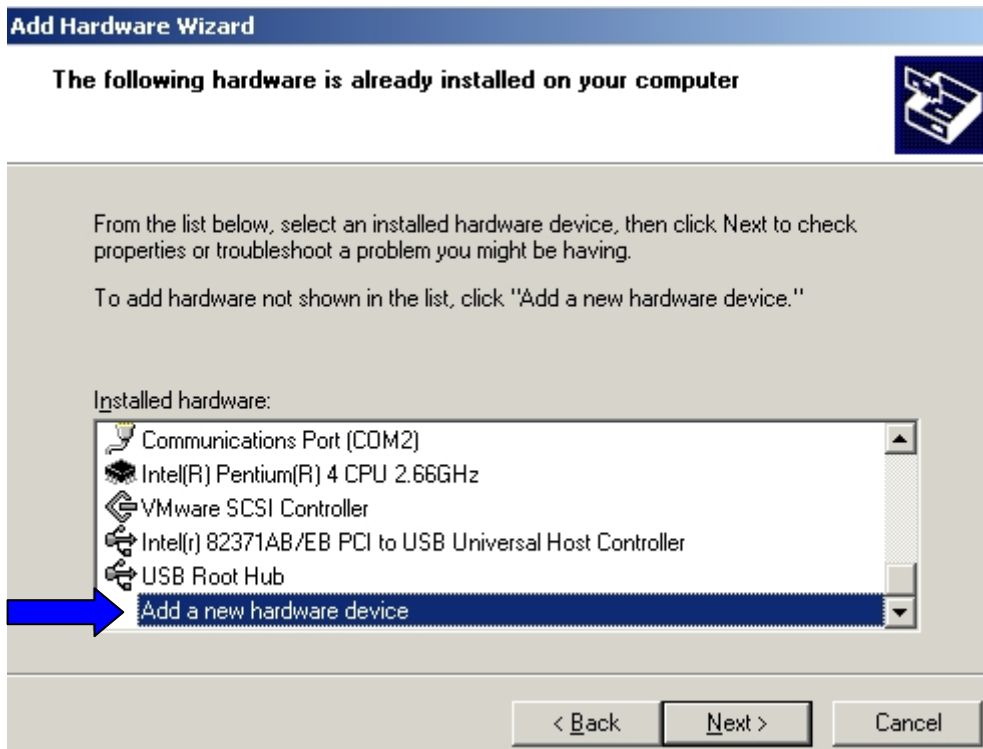 Add Hardware Wizard
The following hardware is already installed on your computer
From the list below, select an installed hardware device, then click Next to check
properties or troubleshoot a problem you might be having.
To add hardware not shown in the list, click "Add a new hardware device."
Installed hardware:
Communications Port (COM2)
Intel(R) Pentium(R) 4 CPU 2.66GHz
VMware SCSI Controller
Intel(r) 82371AB/EB PCI to USB Universal Host Controller
USB Root Hub
Add a new hardware device
< Back Next > Cancel